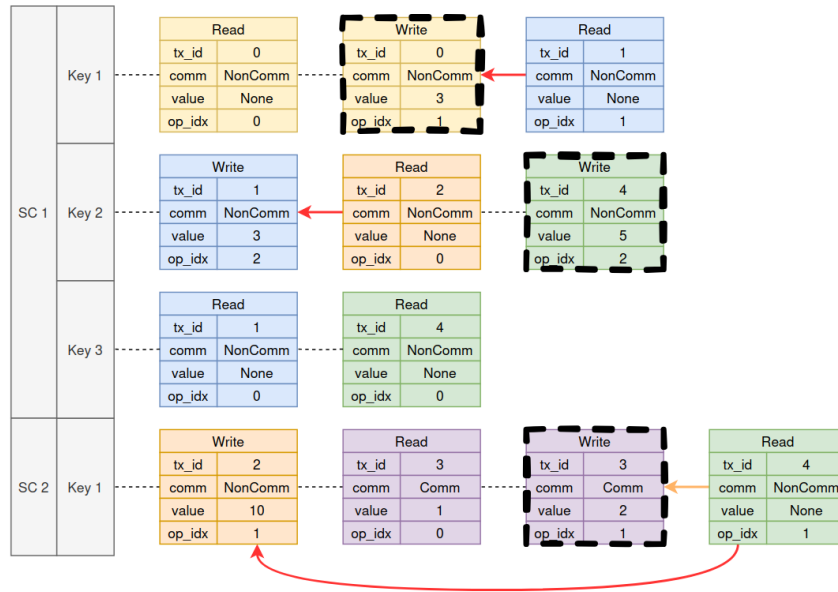 SC 1
Key 1
Read
tx_id 0
comm NonComm
value None
op_idx 0
Write
tx_id 0
comm NonComm
value 3
op_idx 1
Read
tx_id 1
comm NonComm
value None
op_idx 1
Key 2
Write
tx_id 1
comm NonComm
value 3
op_idx 2
Read
tx_id 2
comm NonComm
value None
op_idx 0
Write
tx_id 4
comm NonComm
value 5
op_idx 2
Key 3
Read
tx_id 1
comm NonComm
value None
op_idx 0
Read
tx_id 4
comm NonComm
value None
op_idx 0
SC 2
Key 1
Write
tx_id 2
comm NonComm
value 10
op_idx 1
Read
tx_id 3
comm Comm
value 1
op_idx 0
Write
tx_id 3
comm Comm
value 2
op_idx 1
Read
tx_id 4
comm NonComm
value None
op_idx 1